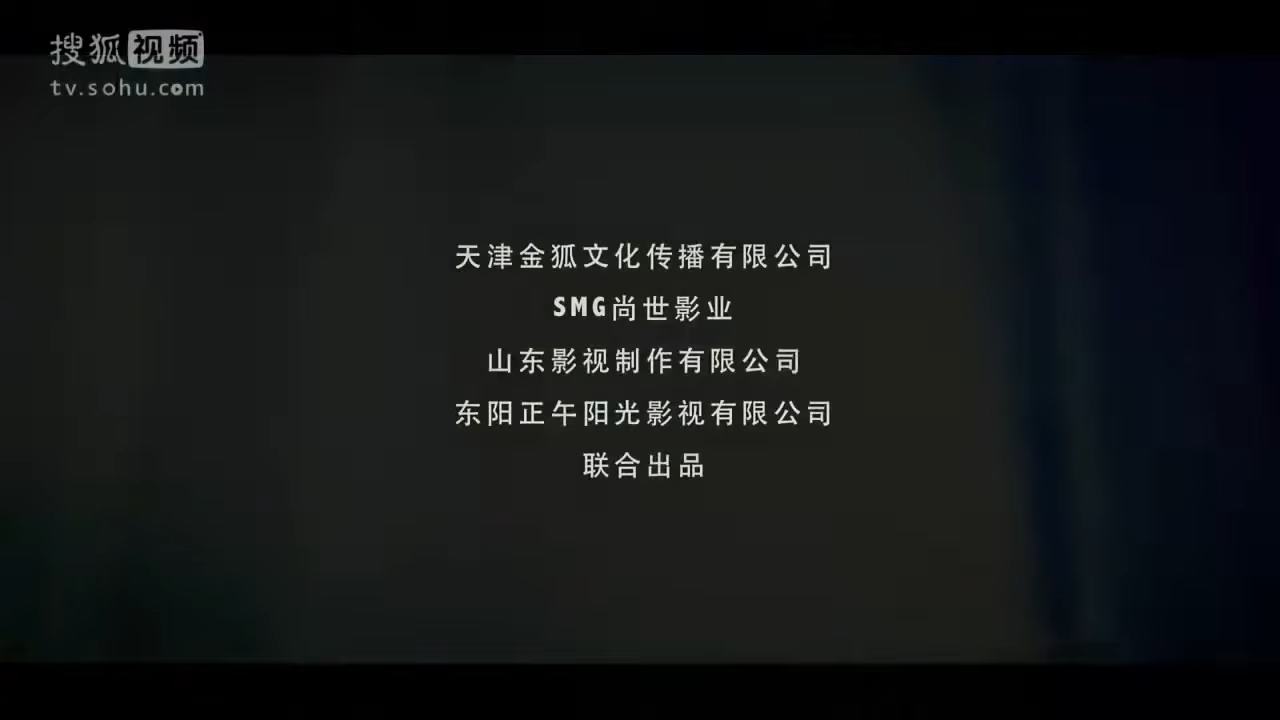 搜狐视频
tv.sohu.com
天津金狐文化传播有限公司
SMG尚世影业
山东影视制作有限公司
东阳正午阳光影视有限公司
联合出品